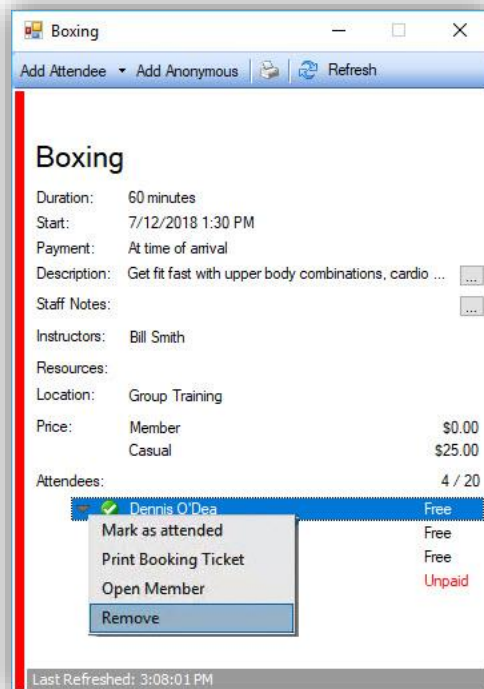 Boxing
Add Attendee Add Anonymous Refresh
Boxing
Duration: 60 minutes
Start: 7/12/2018 1:30 PM
Payment: At time of arrival
Description: Get fit fast with upper body combinations, cardio ... ...
Staff Notes: ...
Instructors: Bill Smith
Resources:
Location: Group Training
Price: Member $0.00
Casual $25.00
Attendees: 4 / 20
Dennis O'Dea Free
Mark as attended Free
Print Booking Ticket Free
Open Member Unpaid
Remove
Last Refreshed: 3:08:01 PM